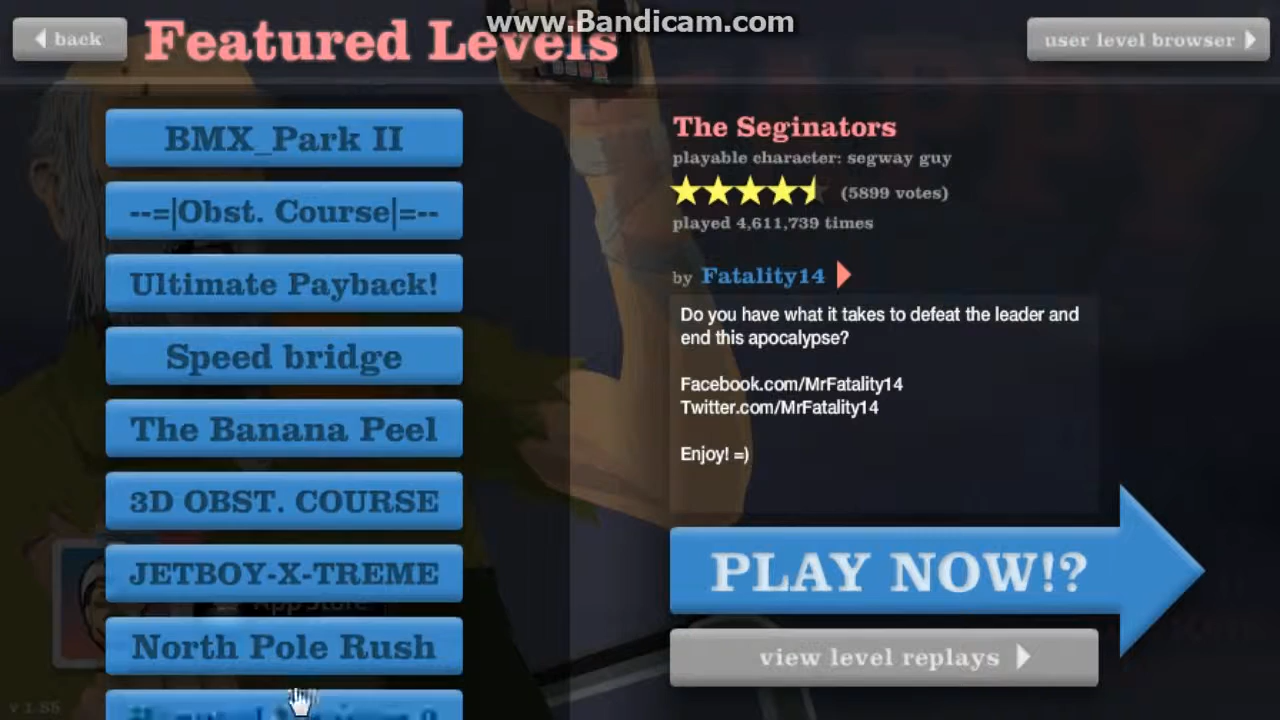 www.Bandicam.com
back
Featured Levels
user level browser
BMX_Park II
--=|Obst. Course|=--
Ultimate Payback!
Speed bridge
The Banana Peel
3D OBST. COURSE
JETBOY-X-TREME
North Pole Rush
The Seginators
playable character: segway guy
(5899 votes)
played 4,611,739 times
by Fatality14
Do you have what it takes to defeat the leader and
end this apocalypse?
Facebook.com/MrFatality14
Twitter.com/MrFatality14
Enjoy! =)
PLAY NOW!?
view level replays
App Store